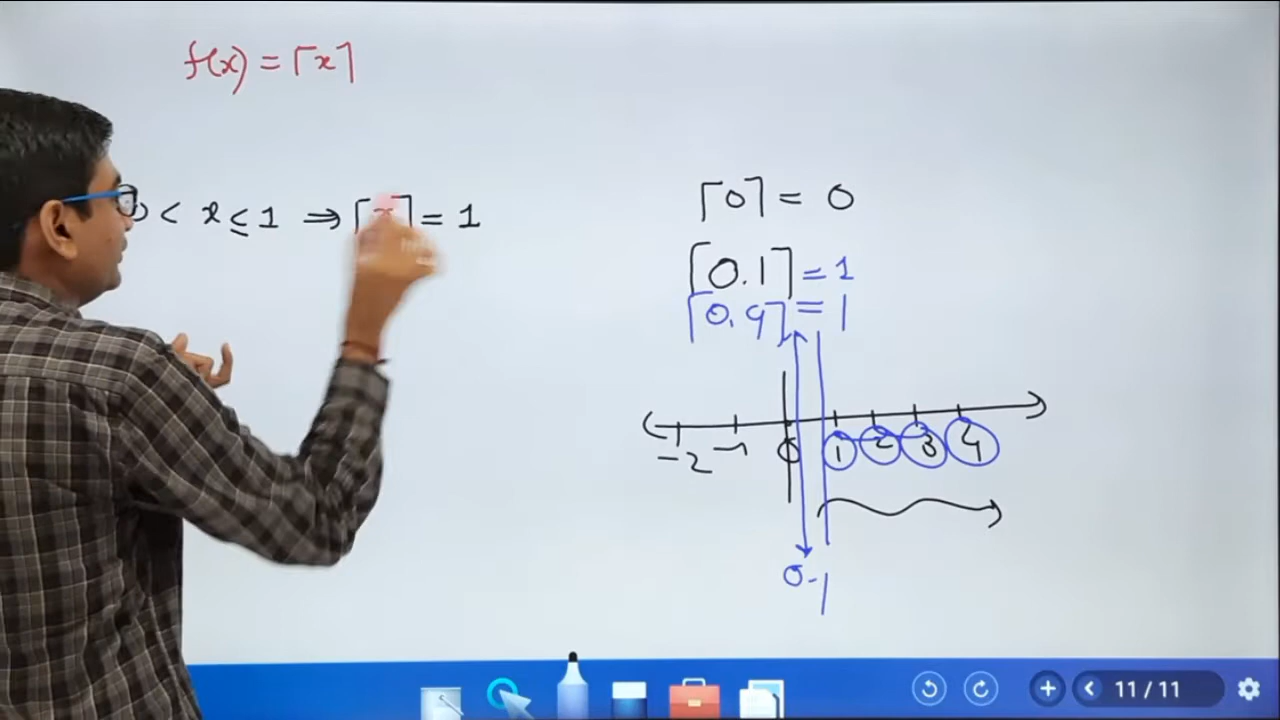 f(x) = ⌈x⌉
0 < x ≤ 1 ⇒ ⌈x⌉ = 1
⌈0⌉ = 0
⌈0.1⌉ = 1
⌈0.9⌉ = 1
-2 -1 0 1 2 3 4
0.1
11 / 11